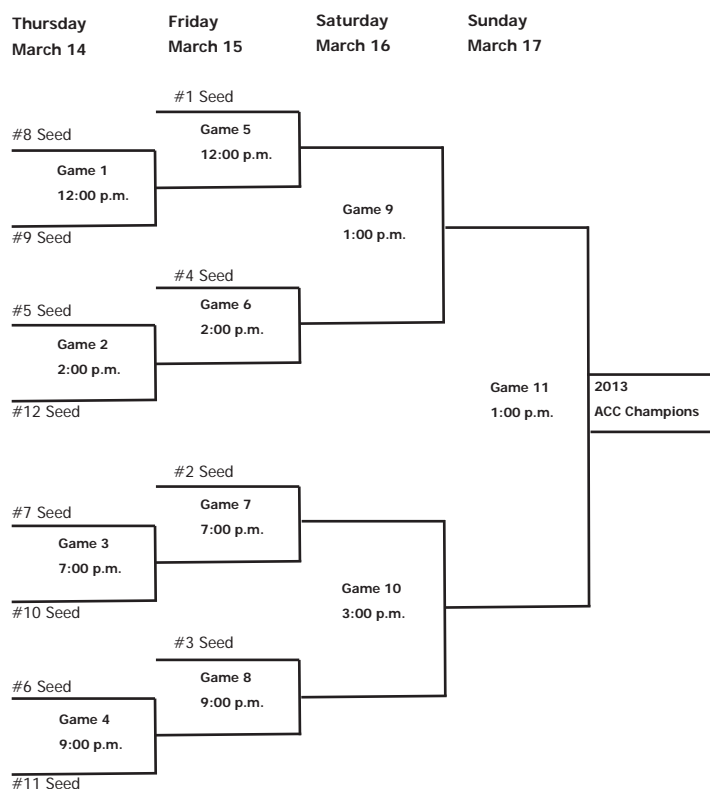 Thursday
March 14
Friday
March 15
Saturday
March 16
Sunday
March 17
#1 Seed
Game 5
12:00 p.m.
#8 Seed
Game 1
12:00 p.m.
#9 Seed
Game 9
1:00 p.m.
#4 Seed
Game 6
2:00 p.m.
#5 Seed
Game 2
2:00 p.m.
#12 Seed
Game 11
1:00 p.m.
2013
ACC Champions
#2 Seed
Game 7
7:00 p.m.
#7 Seed
Game 3
7:00 p.m.
#10 Seed
Game 10
3:00 p.m.
#3 Seed
Game 8
9:00 p.m.
#6 Seed
Game 4
9:00 p.m.
#11 Seed